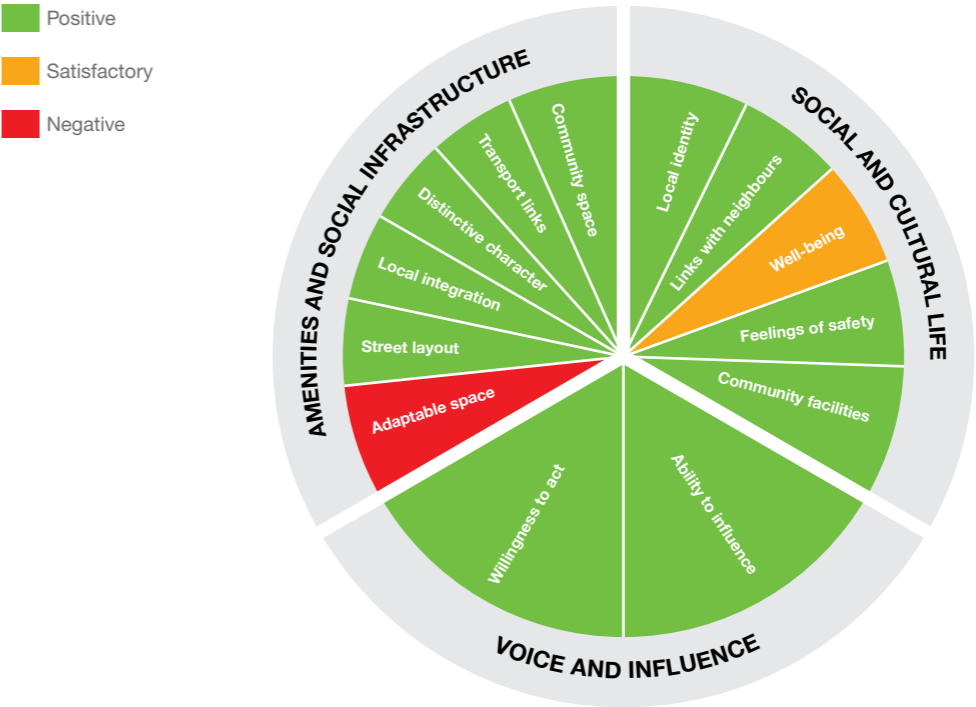 Positive
Satisfactory
Negative
AMENITIES AND SOCIAL INFRASTRUCTURE
Community space
Transport links
Distinctive character
Local integration
Street layout
Adaptable space
SOCIAL AND CULTURAL LIFE
Local identity
Links with neighbours
Well-being
Feelings of safety
Community facilities
Willingness to act
Ability to influence
VOICE AND INFLUENCE